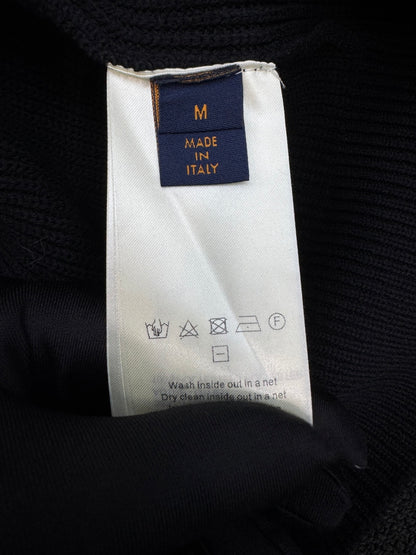 M
MADE
IN
ITALY
F
Wash inside out in a net
Dry clean inside out in a net